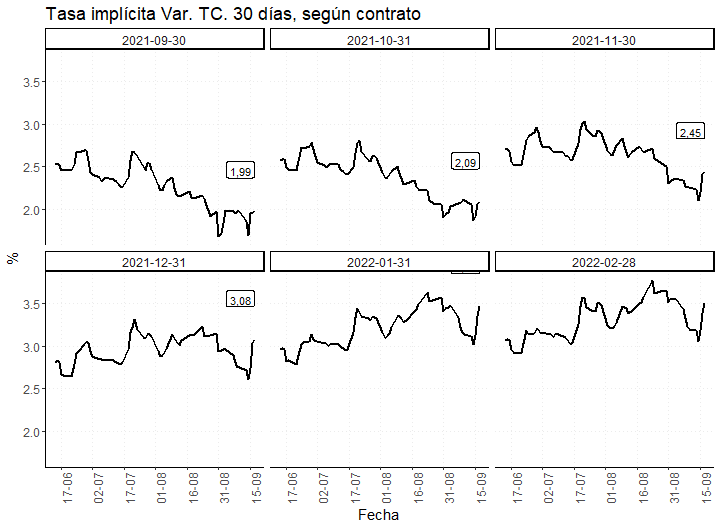 Tasa implícita Var. TC. 30 días, según contrato
2021-09-30 2021-10-31 2021-11-30
3.5
3.0
2.5
2.0
1,99 2,09 2,45
%
2021-12-31 2022-01-31 2022-02-28
3.5
3.0
2.5
2.0
3,08
17-06 02-07 17-07 01-08 16-08 31-08 15-09 17-06 02-07 17-07 01-08 16-08 31-08 15-09 17-06 02-07 17-07 01-08 16-08 31-08 15-09
Fecha